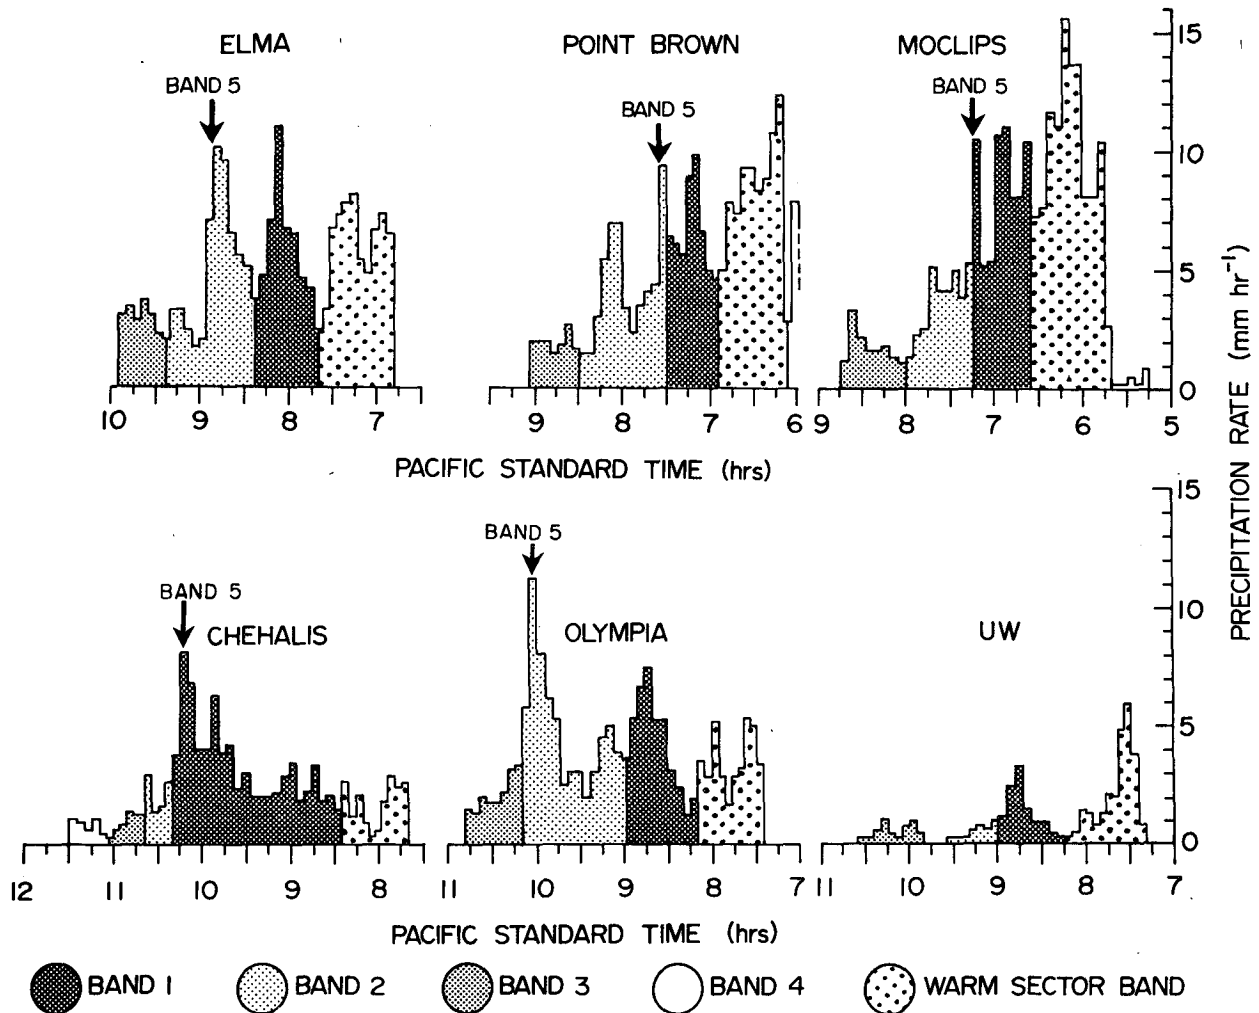 ELMA
POINT BROWN
MOCLIPS
BAND 5
BAND 5
BAND 5
15
10
5
0
10 9 8 7
9 8 7 6
9 8 7 6 5
PACIFIC STANDARD TIME (hrs)
PRECIPITATION RATE (mm hr⁻¹)
BAND 5
BAND 5
CHEHALIS
OLYMPIA
UW
15
10
5
0
12 11 10 9 8
11 10 9 8 7
11 10 9 8 7
PACIFIC STANDARD TIME (hrs)
BAND 1
BAND 2
BAND 3
BAND 4
WARM SECTOR BAND